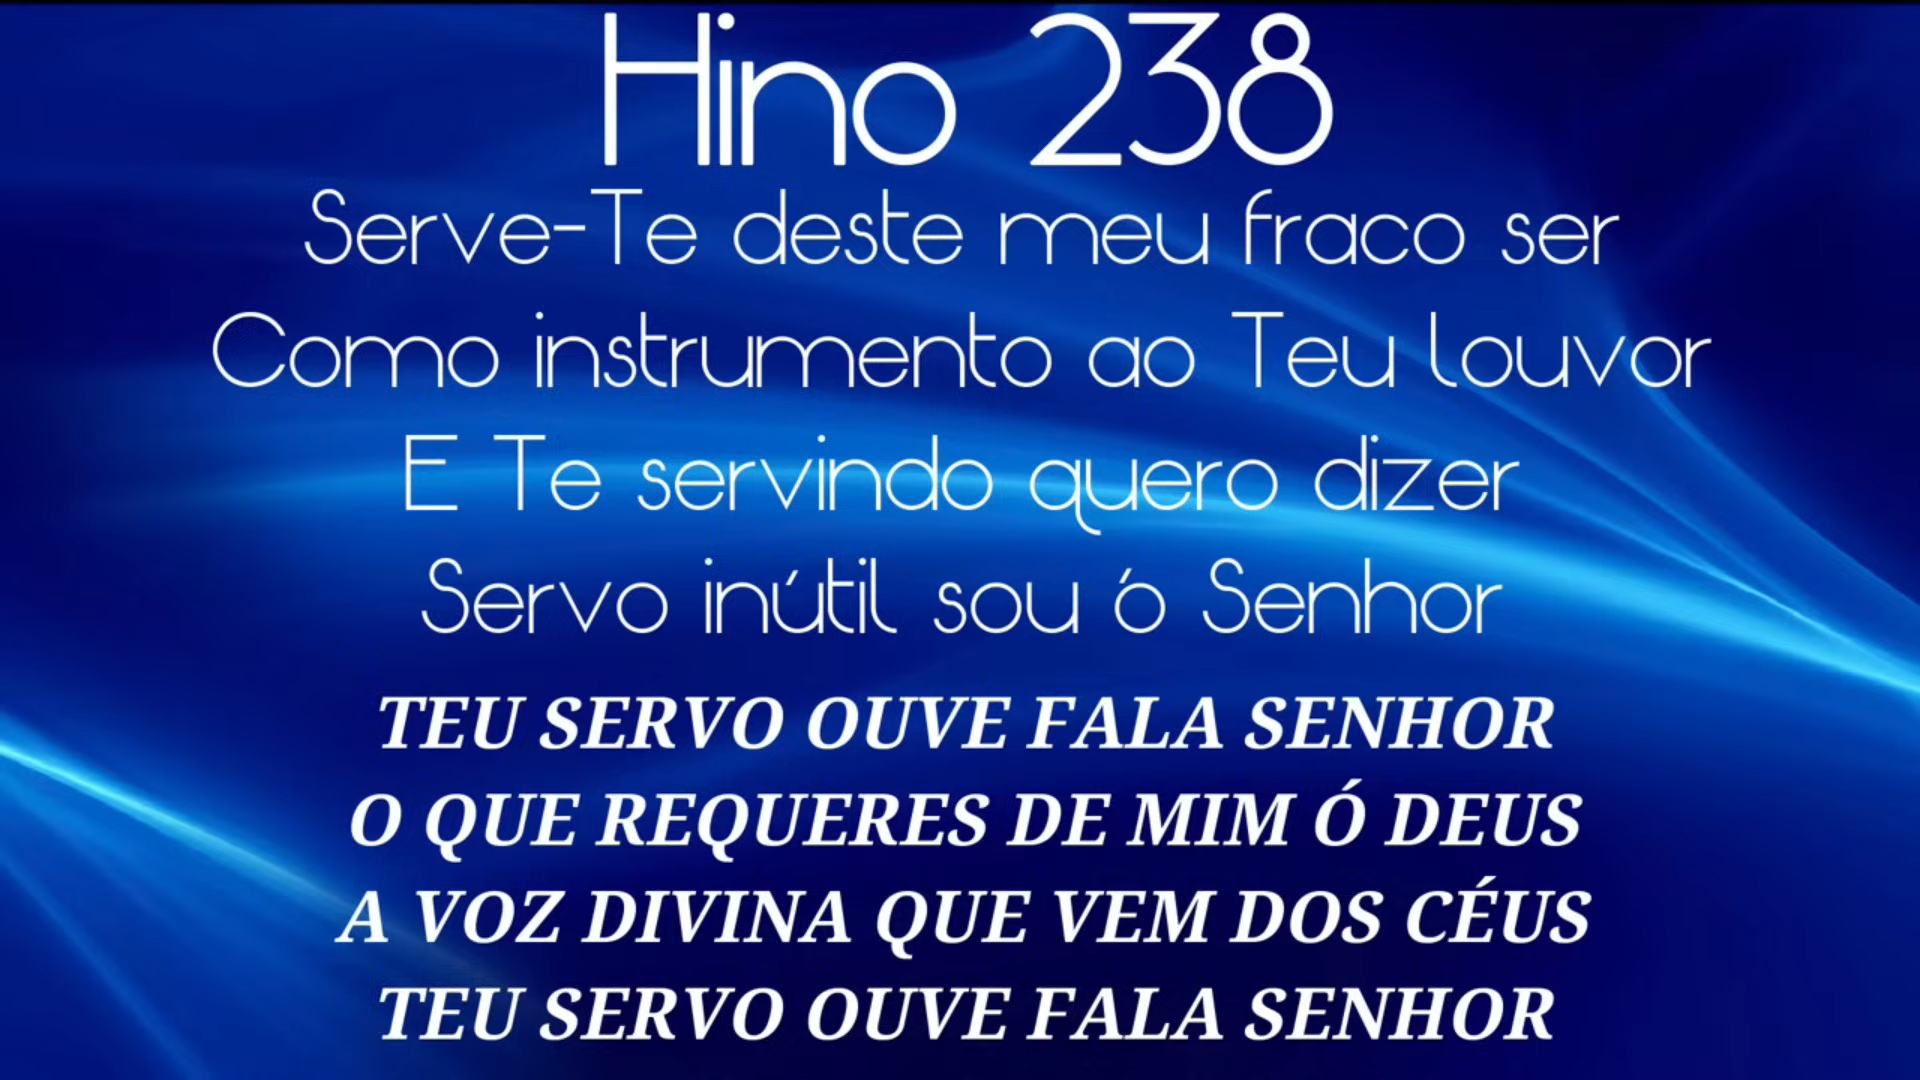 Hino 238
Serve-Te deste meu fraco ser
Como instrumento ao Teu louvor
E Te servindo quero dizer
Servo inútil sou ó Senhor
TEU SERVO OUVE FALA SENHOR
O QUE REQUERES DE MIM Ó DEUS
A VOZ DIVINA QUE VEM DOS CÉUS
TEU SERVO OUVE FALA SENHOR